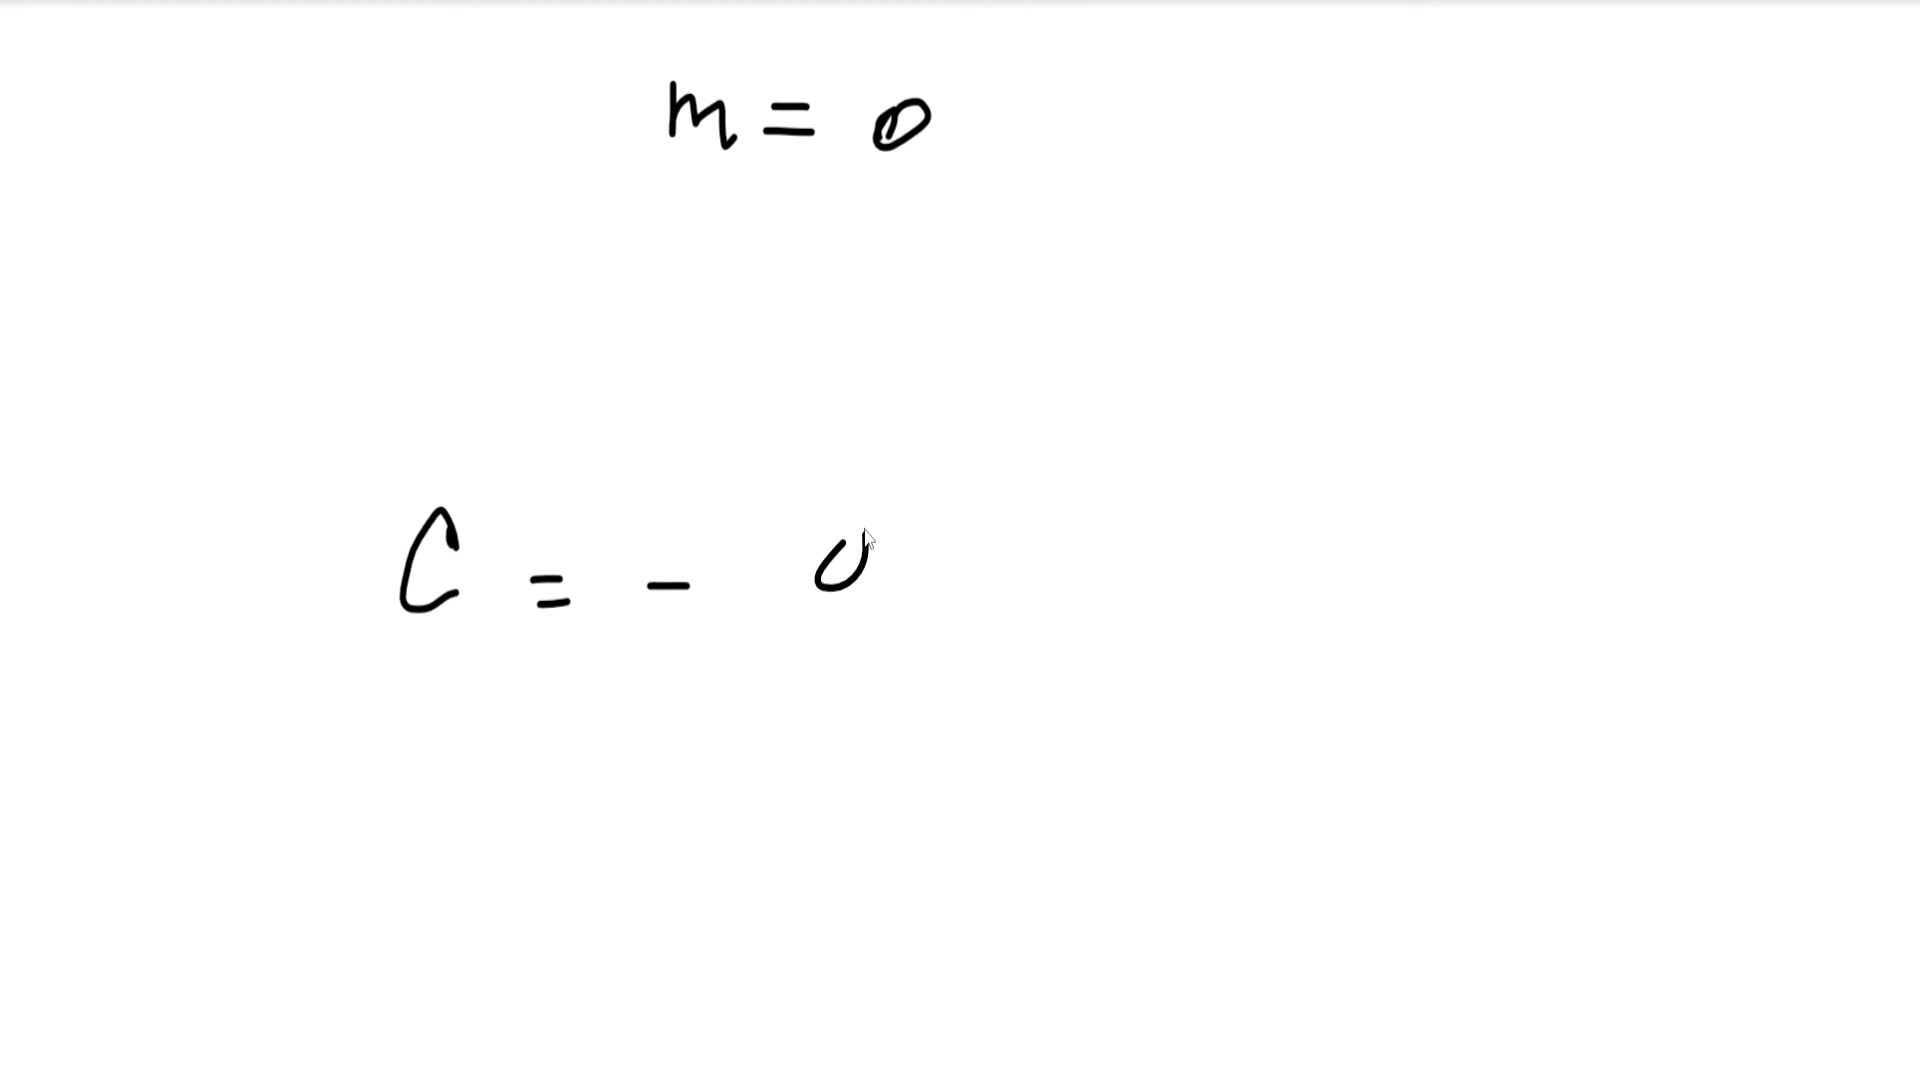 m = 0
C = -